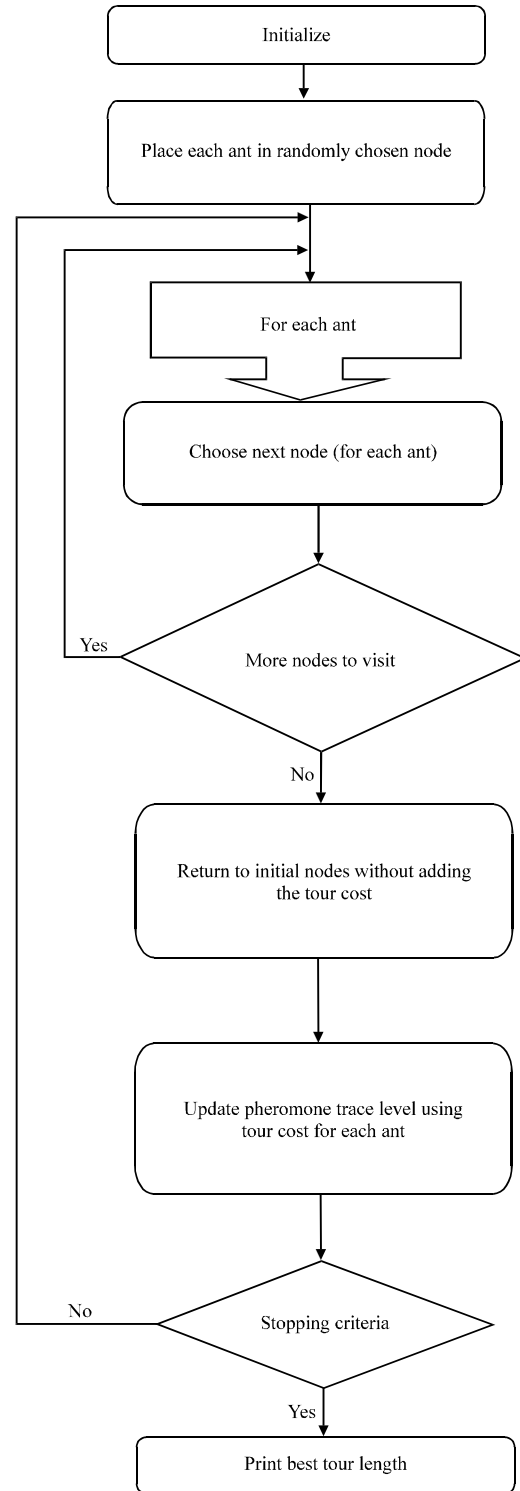 Initialize
Place each ant in randomly chosen node
For each ant
Choose next node (for each ant)
Yes
More nodes to visit
No
Return to initial nodes without adding
the tour cost
Update pheromone trace level using
tour cost for each ant
No
Stopping criteria
Yes
Print best tour length